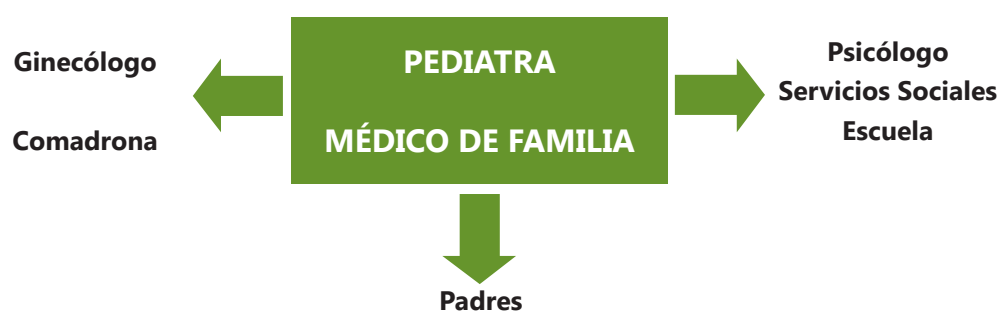 Ginecólogo
Comadrona
PEDIATRA
MÉDICO DE FAMILIA
Psicólogo
Servicios Sociales
Escuela
Padres